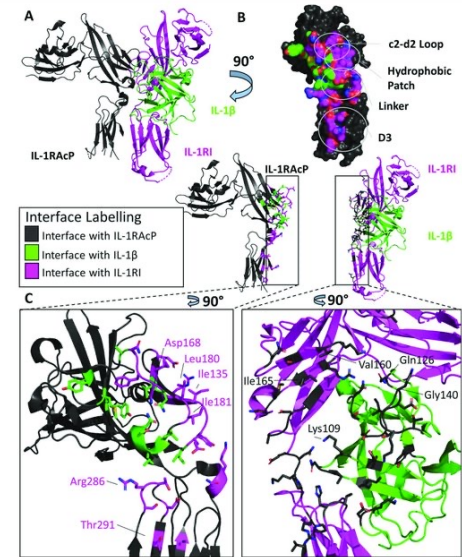 A
B
90°
c2-d2 Loop
Hydrophobic
Patch
Linker
D3
IL-1β
IL-1RAcP
IL-1RI
IL-1RAcP
IL-1RI
IL-1β
Interface Labelling
Interface with IL-1RAcP
Interface with IL-1β
Interface with IL-1RI
C
90°
90°
Asp168
Leu180
Ile135
Ile181
Arg286
Thr291
Val160
Gln126
Ile165
Gly140
Lys109